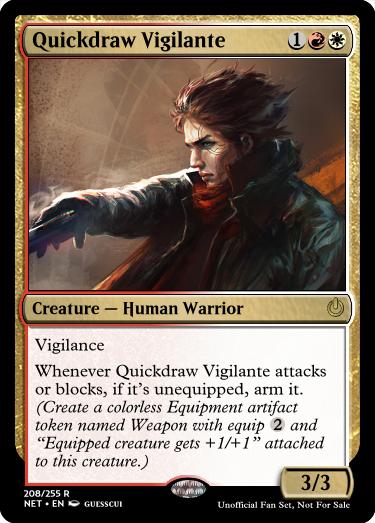 Quickdraw Vigilante 1
Creature — Human Warrior
Vigilance
Whenever Quickdraw Vigilante attacks
or blocks, if it's unequipped, arm it.
(Create a colorless Equipment artifact
token named Weapon with equip 2 and
“Equipped creature gets +1/+1” attached
to this creature.)
3/3
208/255 R
NET • EN GUESSCUI
Unofficial Fan Set, Not For Sale